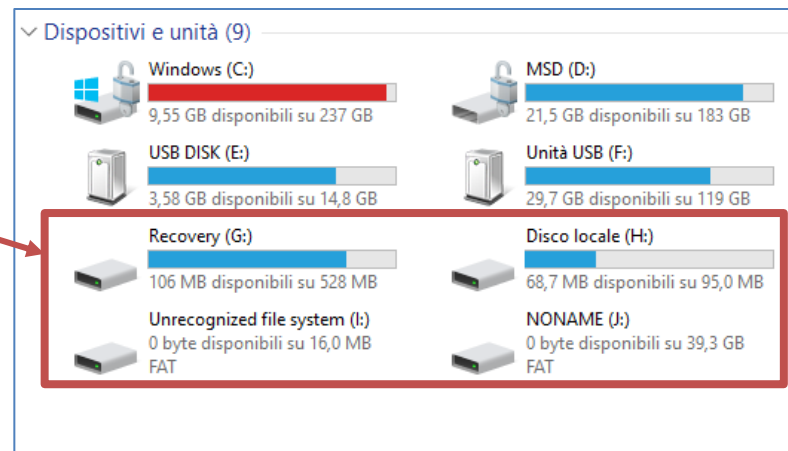 Dispositivi e unità (9)
Windows (C:)
9,55 GB disponibili su 237 GB
MSD (D:)
21,5 GB disponibili su 183 GB
USB DISK (E:)
3,58 GB disponibili su 14,8 GB
Unità USB (F:)
29,7 GB disponibili su 119 GB
Recovery (G:)
106 MB disponibili su 528 MB
Disco locale (H:)
68,7 MB disponibili su 95,0 MB
Unrecognized file system (I:)
0 byte disponibili su 16,0 MB
FAT
NONAME (J:)
0 byte disponibili su 39,3 GB
FAT